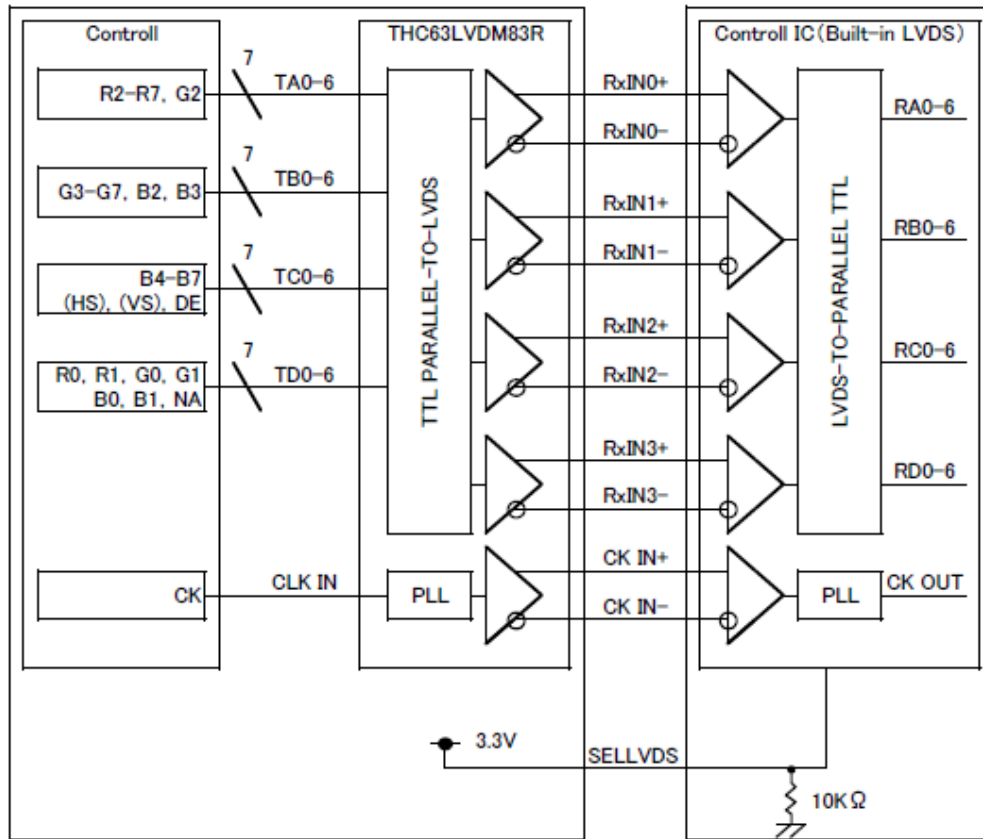 Controll
THC63LVDM83R
Controll IC(Built-in LVDS)
R2-R7, G2
7
TA0-6
RxIN0+
RxIN0-
RA0-6
G3-G7, B2, B3
7
TB0-6
RxIN1+
RxIN1-
RB0-6
B4-B7
(HS), (VS), DE
7
TC0-6
RxIN2+
RxIN2-
RC0-6
R0, R1, G0, G1
B0, B1, NA
7
TD0-6
RxIN3+
RxIN3-
RD0-6
TTL PARALLEL-TO-LVDS
LVDS-TO-PARALLEL TTL
CK
CLK IN
PLL
CK IN+
CK IN-
PLL
CK OUT
3.3V
SELLVDS
10KΩ